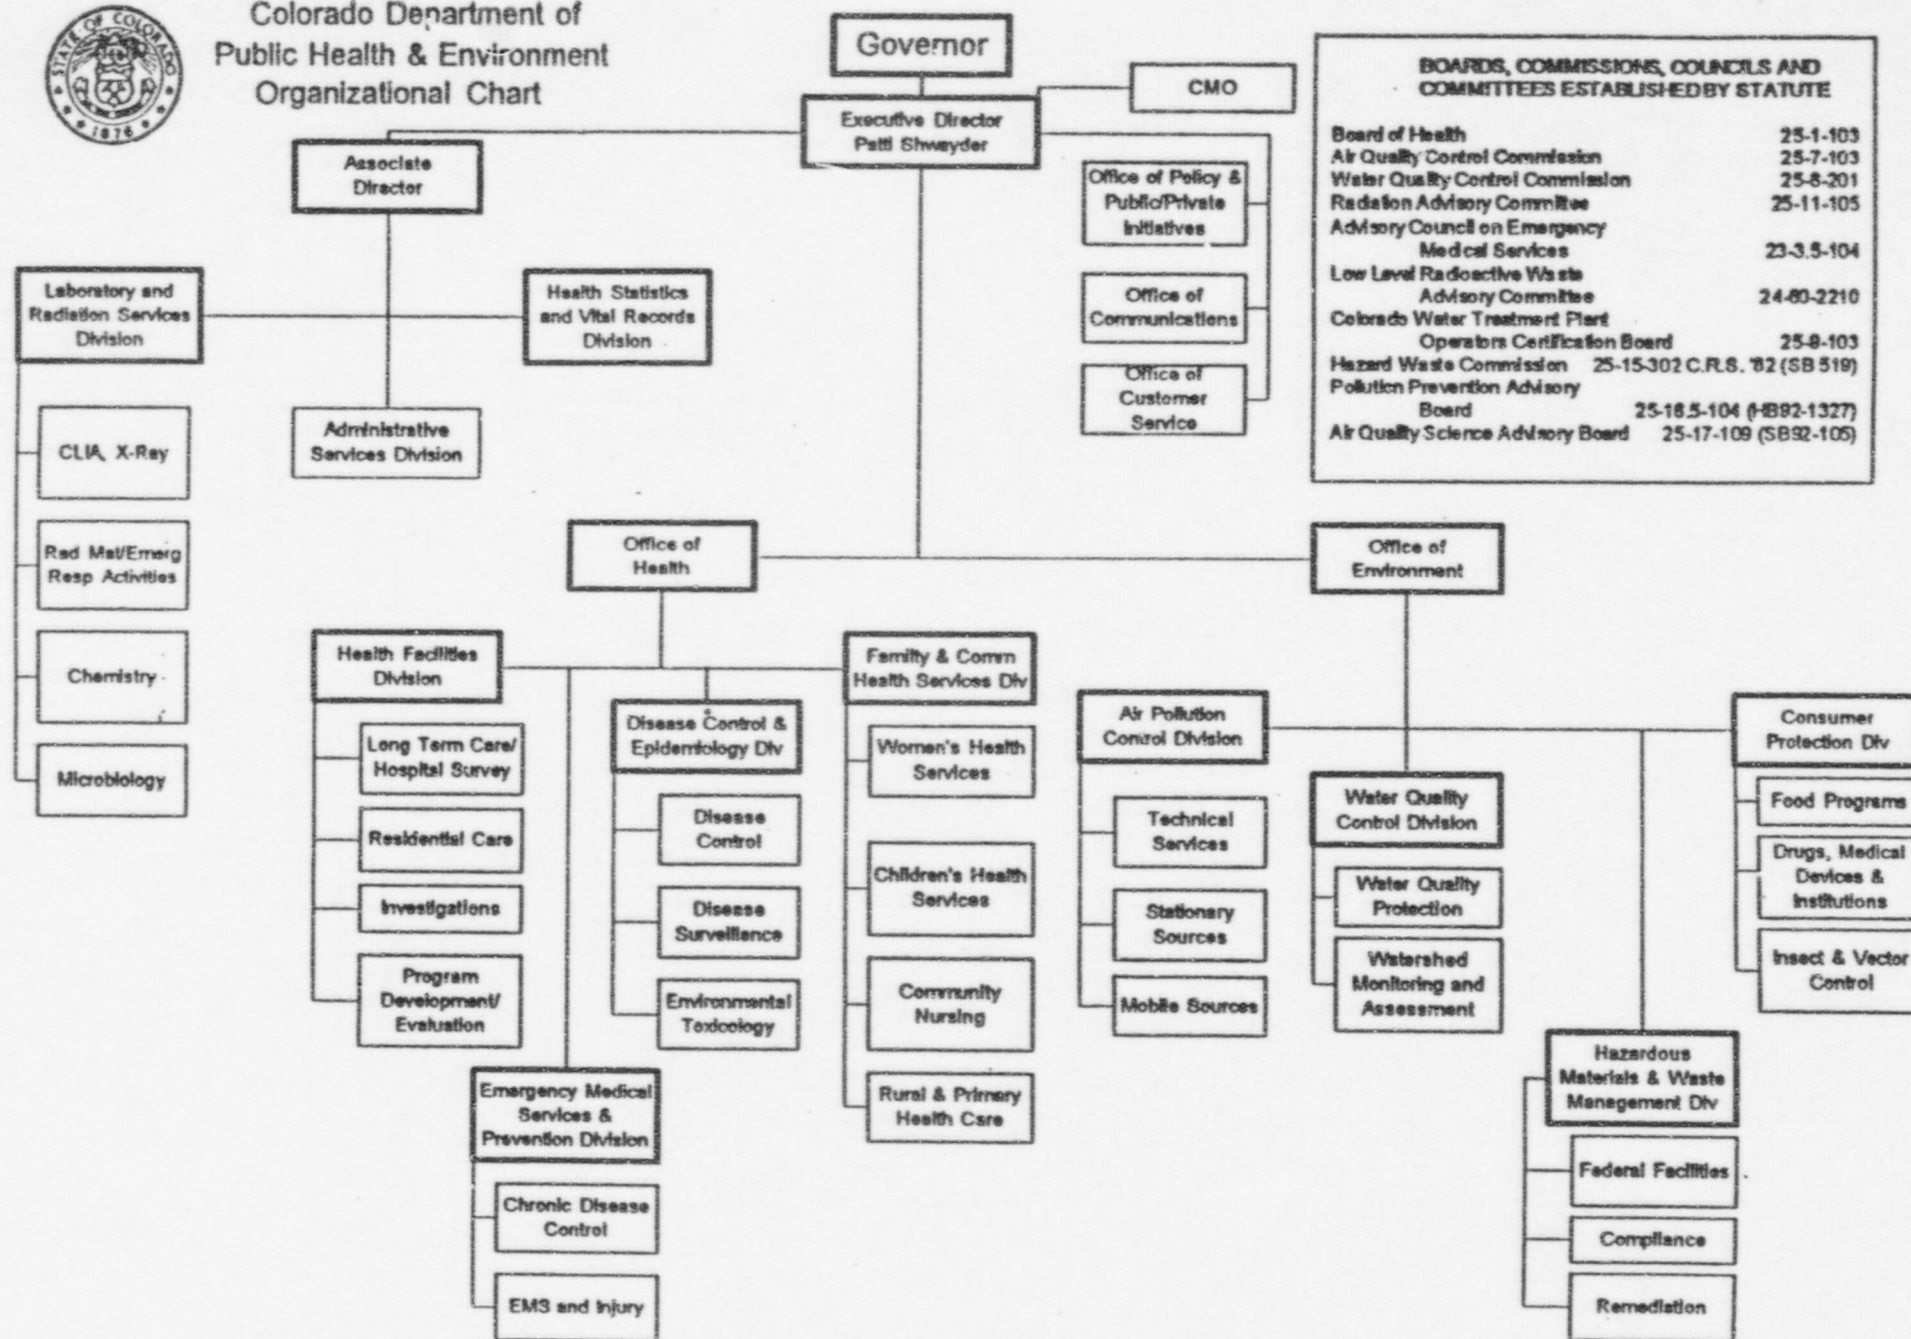 STATE OF COLORADO
1876
Colorado Department of
Public Health & Environment
Organizational Chart
Governor
CMO
Executive Director
Patti Shwayder
Associate
Director
Office of Policy &
Public/Private
Initiatives
Office of
Communications
Office of
Customer
Service
BOARDS, COMMISSIONS, COUNCILS AND
COMMITTEES ESTABLISHED BY STATUTE
Board of Health 25-1-103
Air Quality Control Commission 25-7-103
Water Quality Control Commission 25-8-201
Radiation Advisory Committee 25-11-105
Advisory Council on Emergency
Medical Services 23-3.5-104
Low Level Radioactive Waste
Advisory Committee 24-60-2210
Colorado Water Treatment Plant
Operators Certification Board 25-9-103
Hazard Waste Commission 25-15-302 C.R.S. '82 (SB 519)
Pollution Prevention Advisory
Board 25-16.5-104 (HB92-1327)
Air Quality Science Advisory Board 25-17-109 (SB92-105)
Laboratory and
Radiation Services
Division
Health Statistics
and Vital Records
Division
Administrative
Services Division
CLIA, X-Ray
Rad Mat/Emerg
Resp Activities
Chemistry
Microbiology
Office of
Health
Office of
Environment
Health Facilities
Division
Long Term Care/
Hospital Survey
Residential Care
Investigations
Program
Development/
Evaluation
Emergency Medical
Services &
Prevention Division
Chronic Disease
Control
EMS and Injury
Disease Control &
Epidemiology Div
Disease
Control
Disease
Surveillance
Environmental
Toxicology
Family & Comm
Health Services Div
Women's Health
Services
Children's Health
Services
Community
Nursing
Rural & Primary
Health Care
Air Pollution
Control Division
Technical
Services
Stationary
Sources
Mobile Sources
Water Quality
Control Division
Water Quality
Protection
Watershed
Monitoring and
Assessment
Hazardous
Materials & Waste
Management Div
Federal Facilities
Compliance
Remediation
Consumer
Protection Div
Food Programs
Drugs, Medical
Devices &
Institutions
Insect & Vector
Control